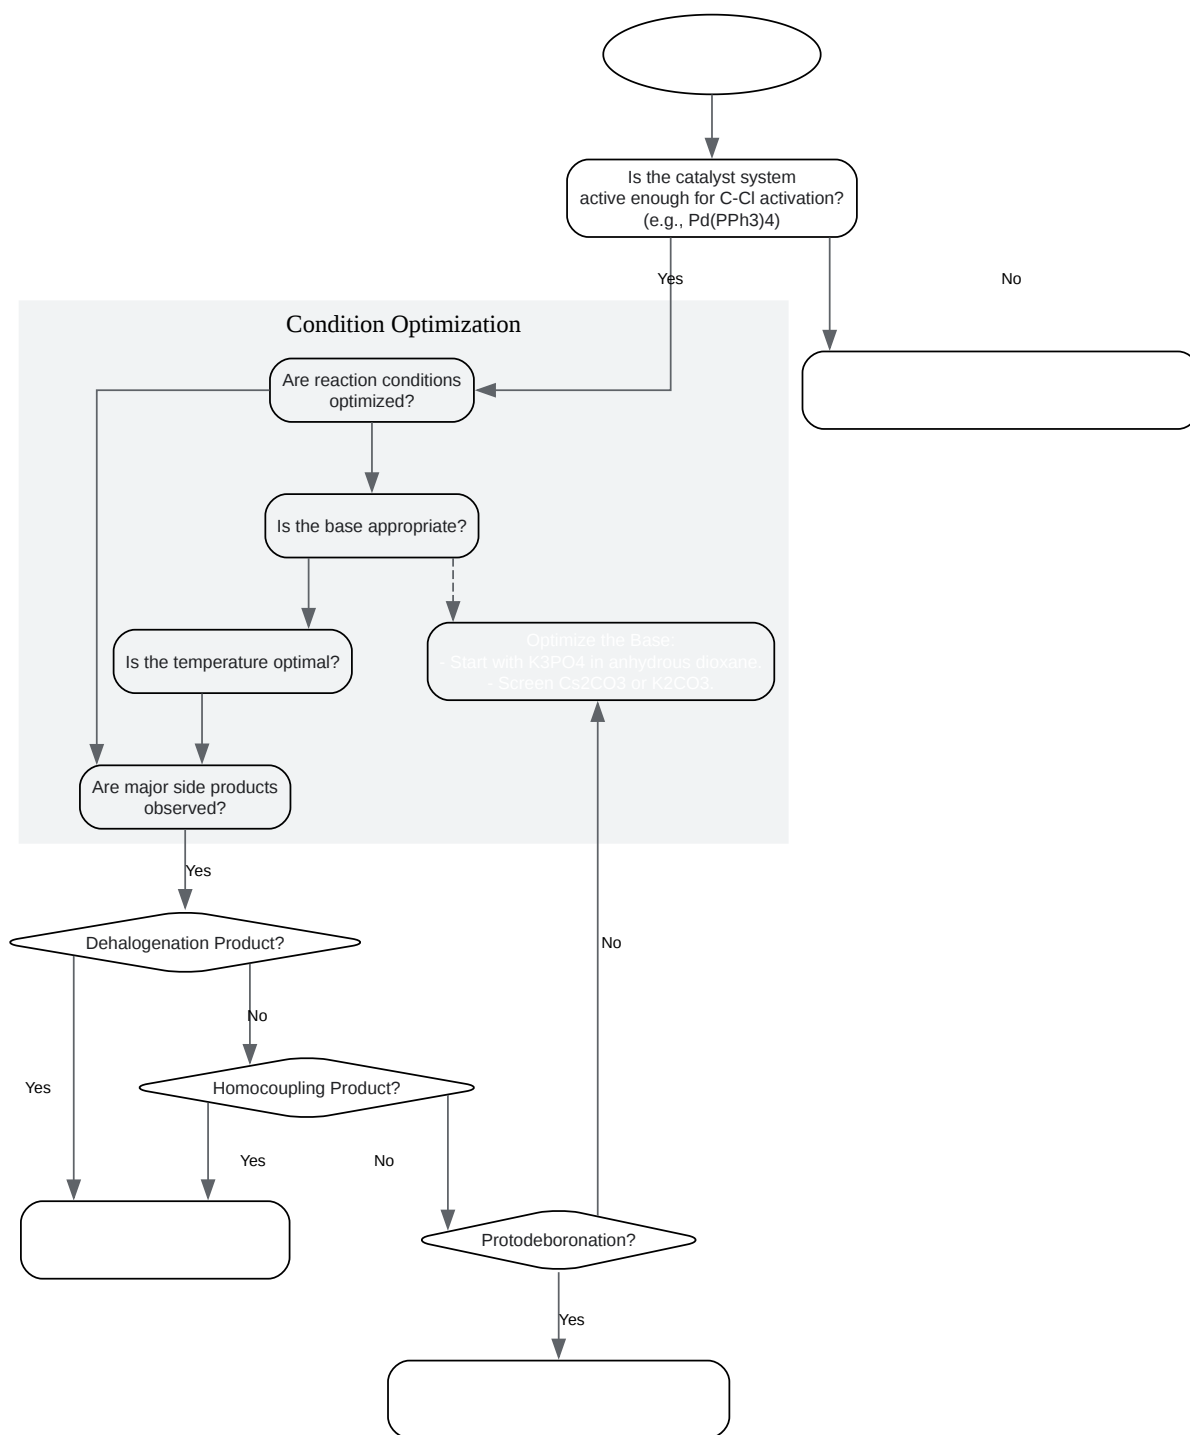 Is the catalyst system
active enough for C-Cl activation?
(e.g., Pd(PPh3)4)
Yes
No
Condition Optimization
Are reaction conditions
optimized?
Is the base appropriate?
Is the temperature optimal?
Optimize the Base:
- Start with K3PO4 in anhydrous dioxane.
- Screen Cs2CO3 or K2CO3.
Are major side products
observed?
Yes
Dehalogenation Product?
No
No
Yes
Homocoupling Product?
Yes
No
Protodeboronation?
Yes